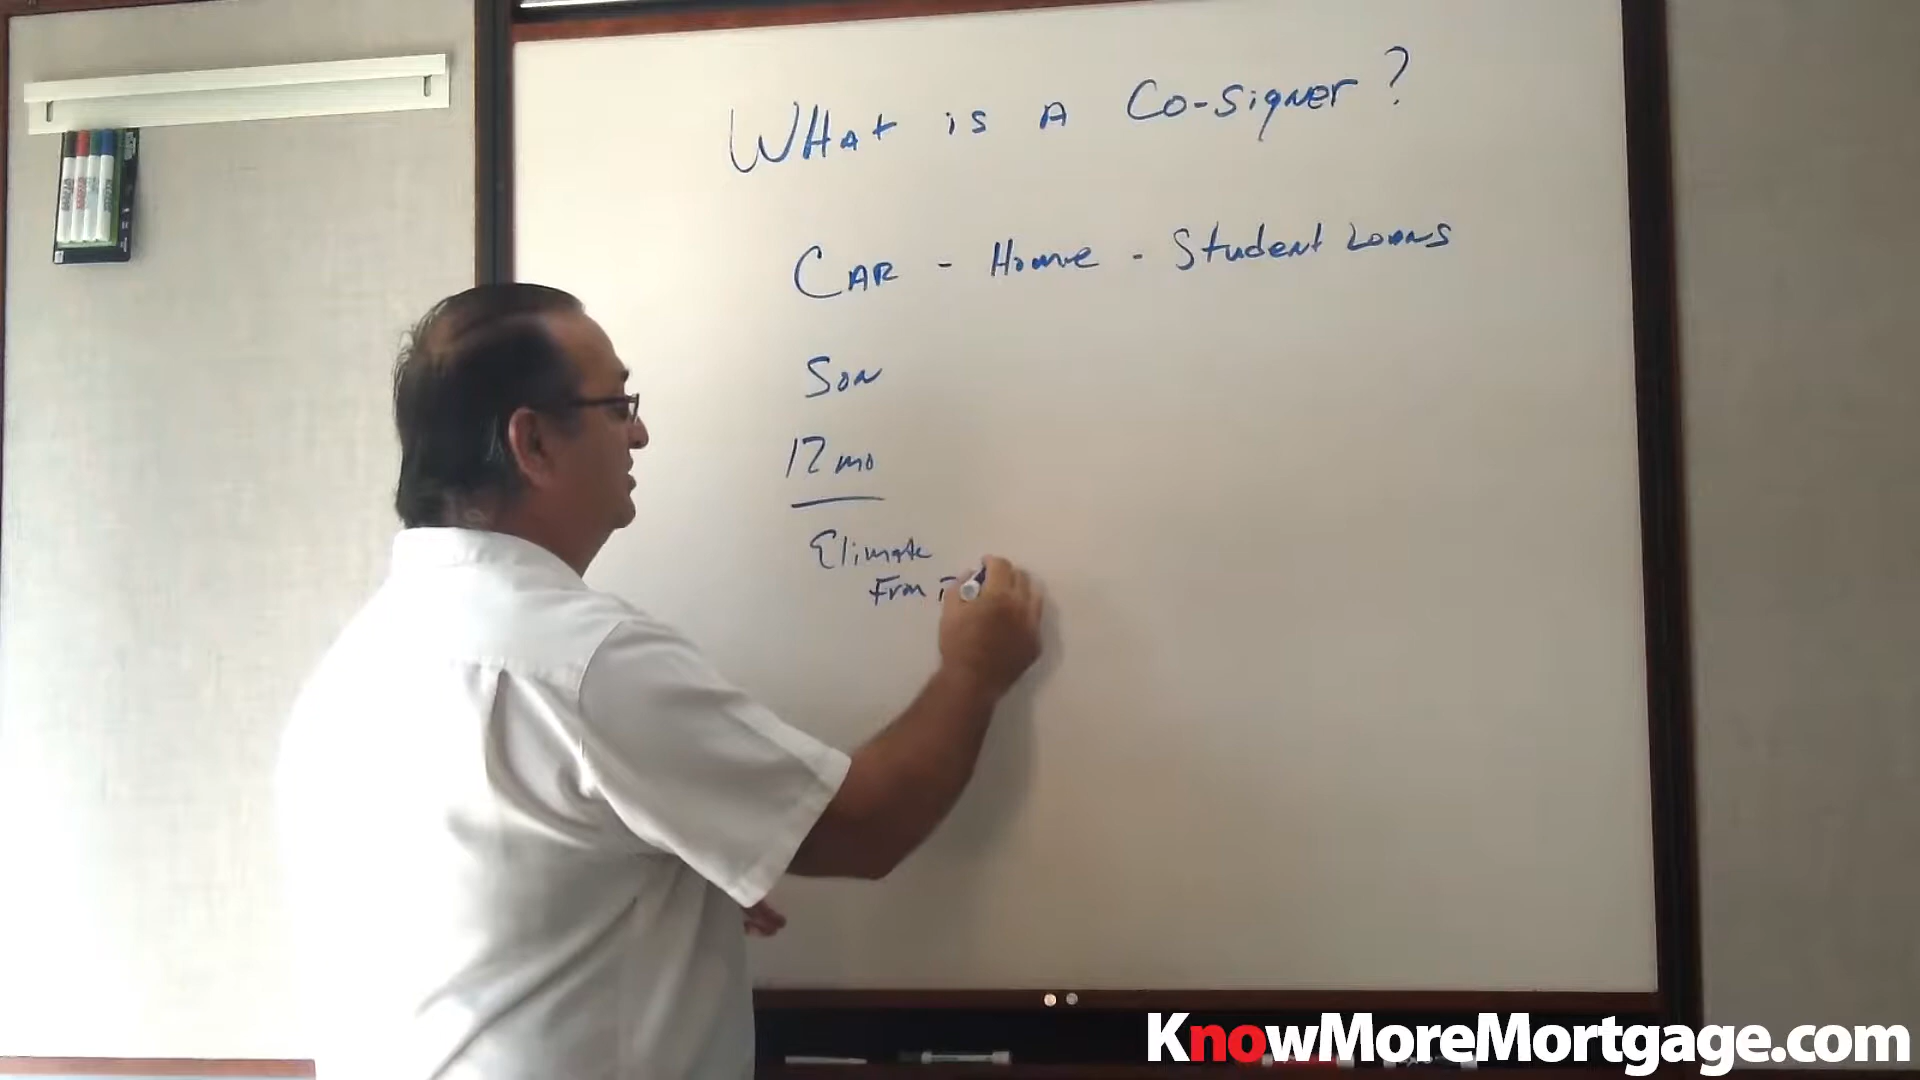 WHAt is A Co-signer?
CAR - Home - Student Loans
Son
12 mo
Elimate
From
KnowMoreMortgage.com